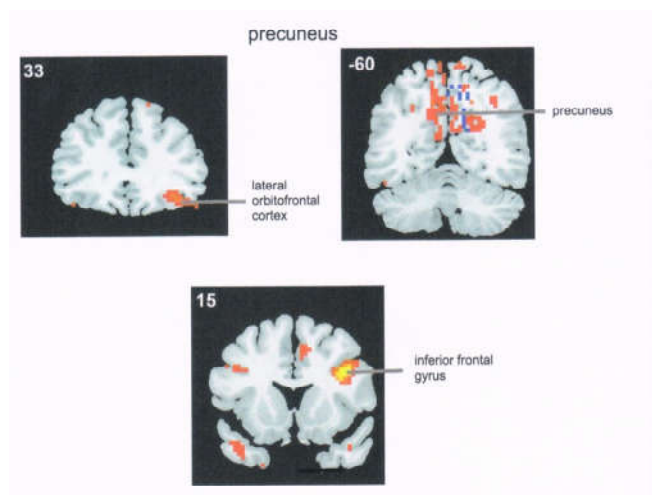 precuneus
33
-60
precuneus
lateral
orbitofrontal
cortex
15
inferior frontal
gyrus